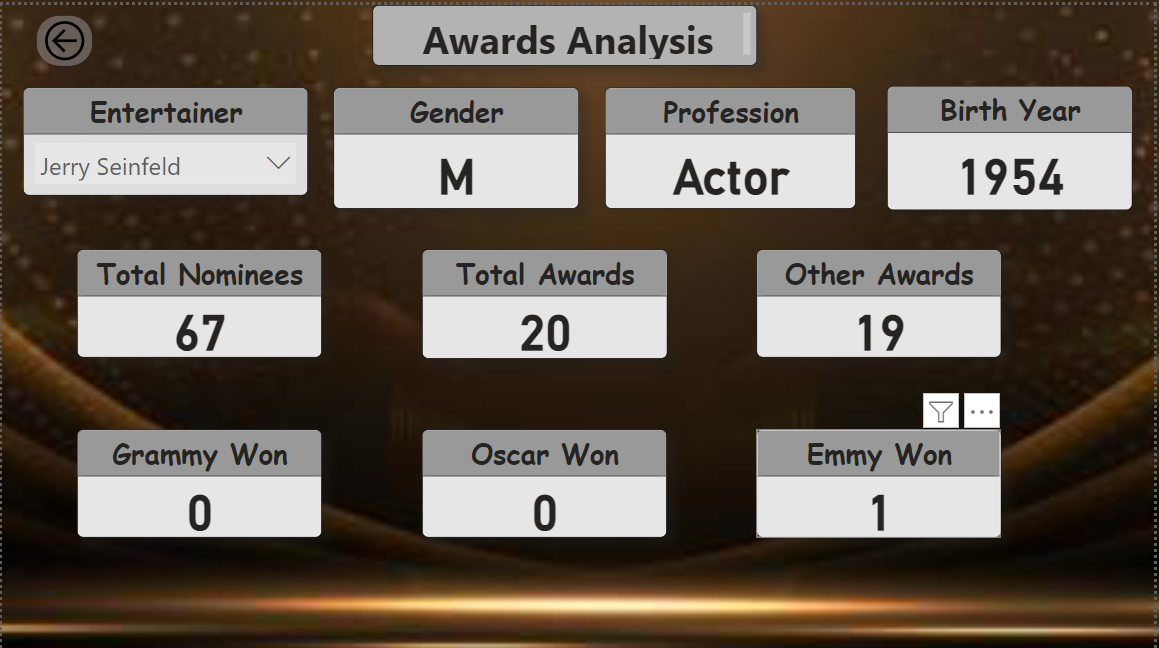 Awards Analysis
Entertainer
Gender
Profession
Birth Year
Jerry Seinfeld
M
Actor
1954
Total Nominees
Total Awards
Other Awards
67
20
19
Grammy Won
Oscar Won
Emmy Won
0
0
1